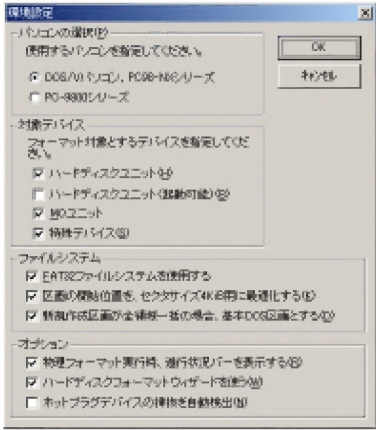 環境設定
パソコンの選択(P)
使用するパソコンを指定してください。
DOS/Vパソコン、PC98-NXシリーズ
PC-9800シリーズ
OK
キャンセル
対象デバイス
フォーマット対象とするデバイスを指定してください。
ハードディスクユニット(H)
ハードディスクユニット(起動可能)(B)
MOユニット
特殊デバイス(S)
ファイルシステム
FAT32ファイルシステムを使用する
区画の開始位置を、セクタサイズ4KiB用に最適化する(K)
新規作成区画が全領域一括の場合、基本DOS区画とする(D)
オプション
物理フォーマット実行時、進行状況バーを表示する
ハードディスクフォーマットウィザードを使う(W)
ホットプラグデバイスの挿抜を自動検出(N)